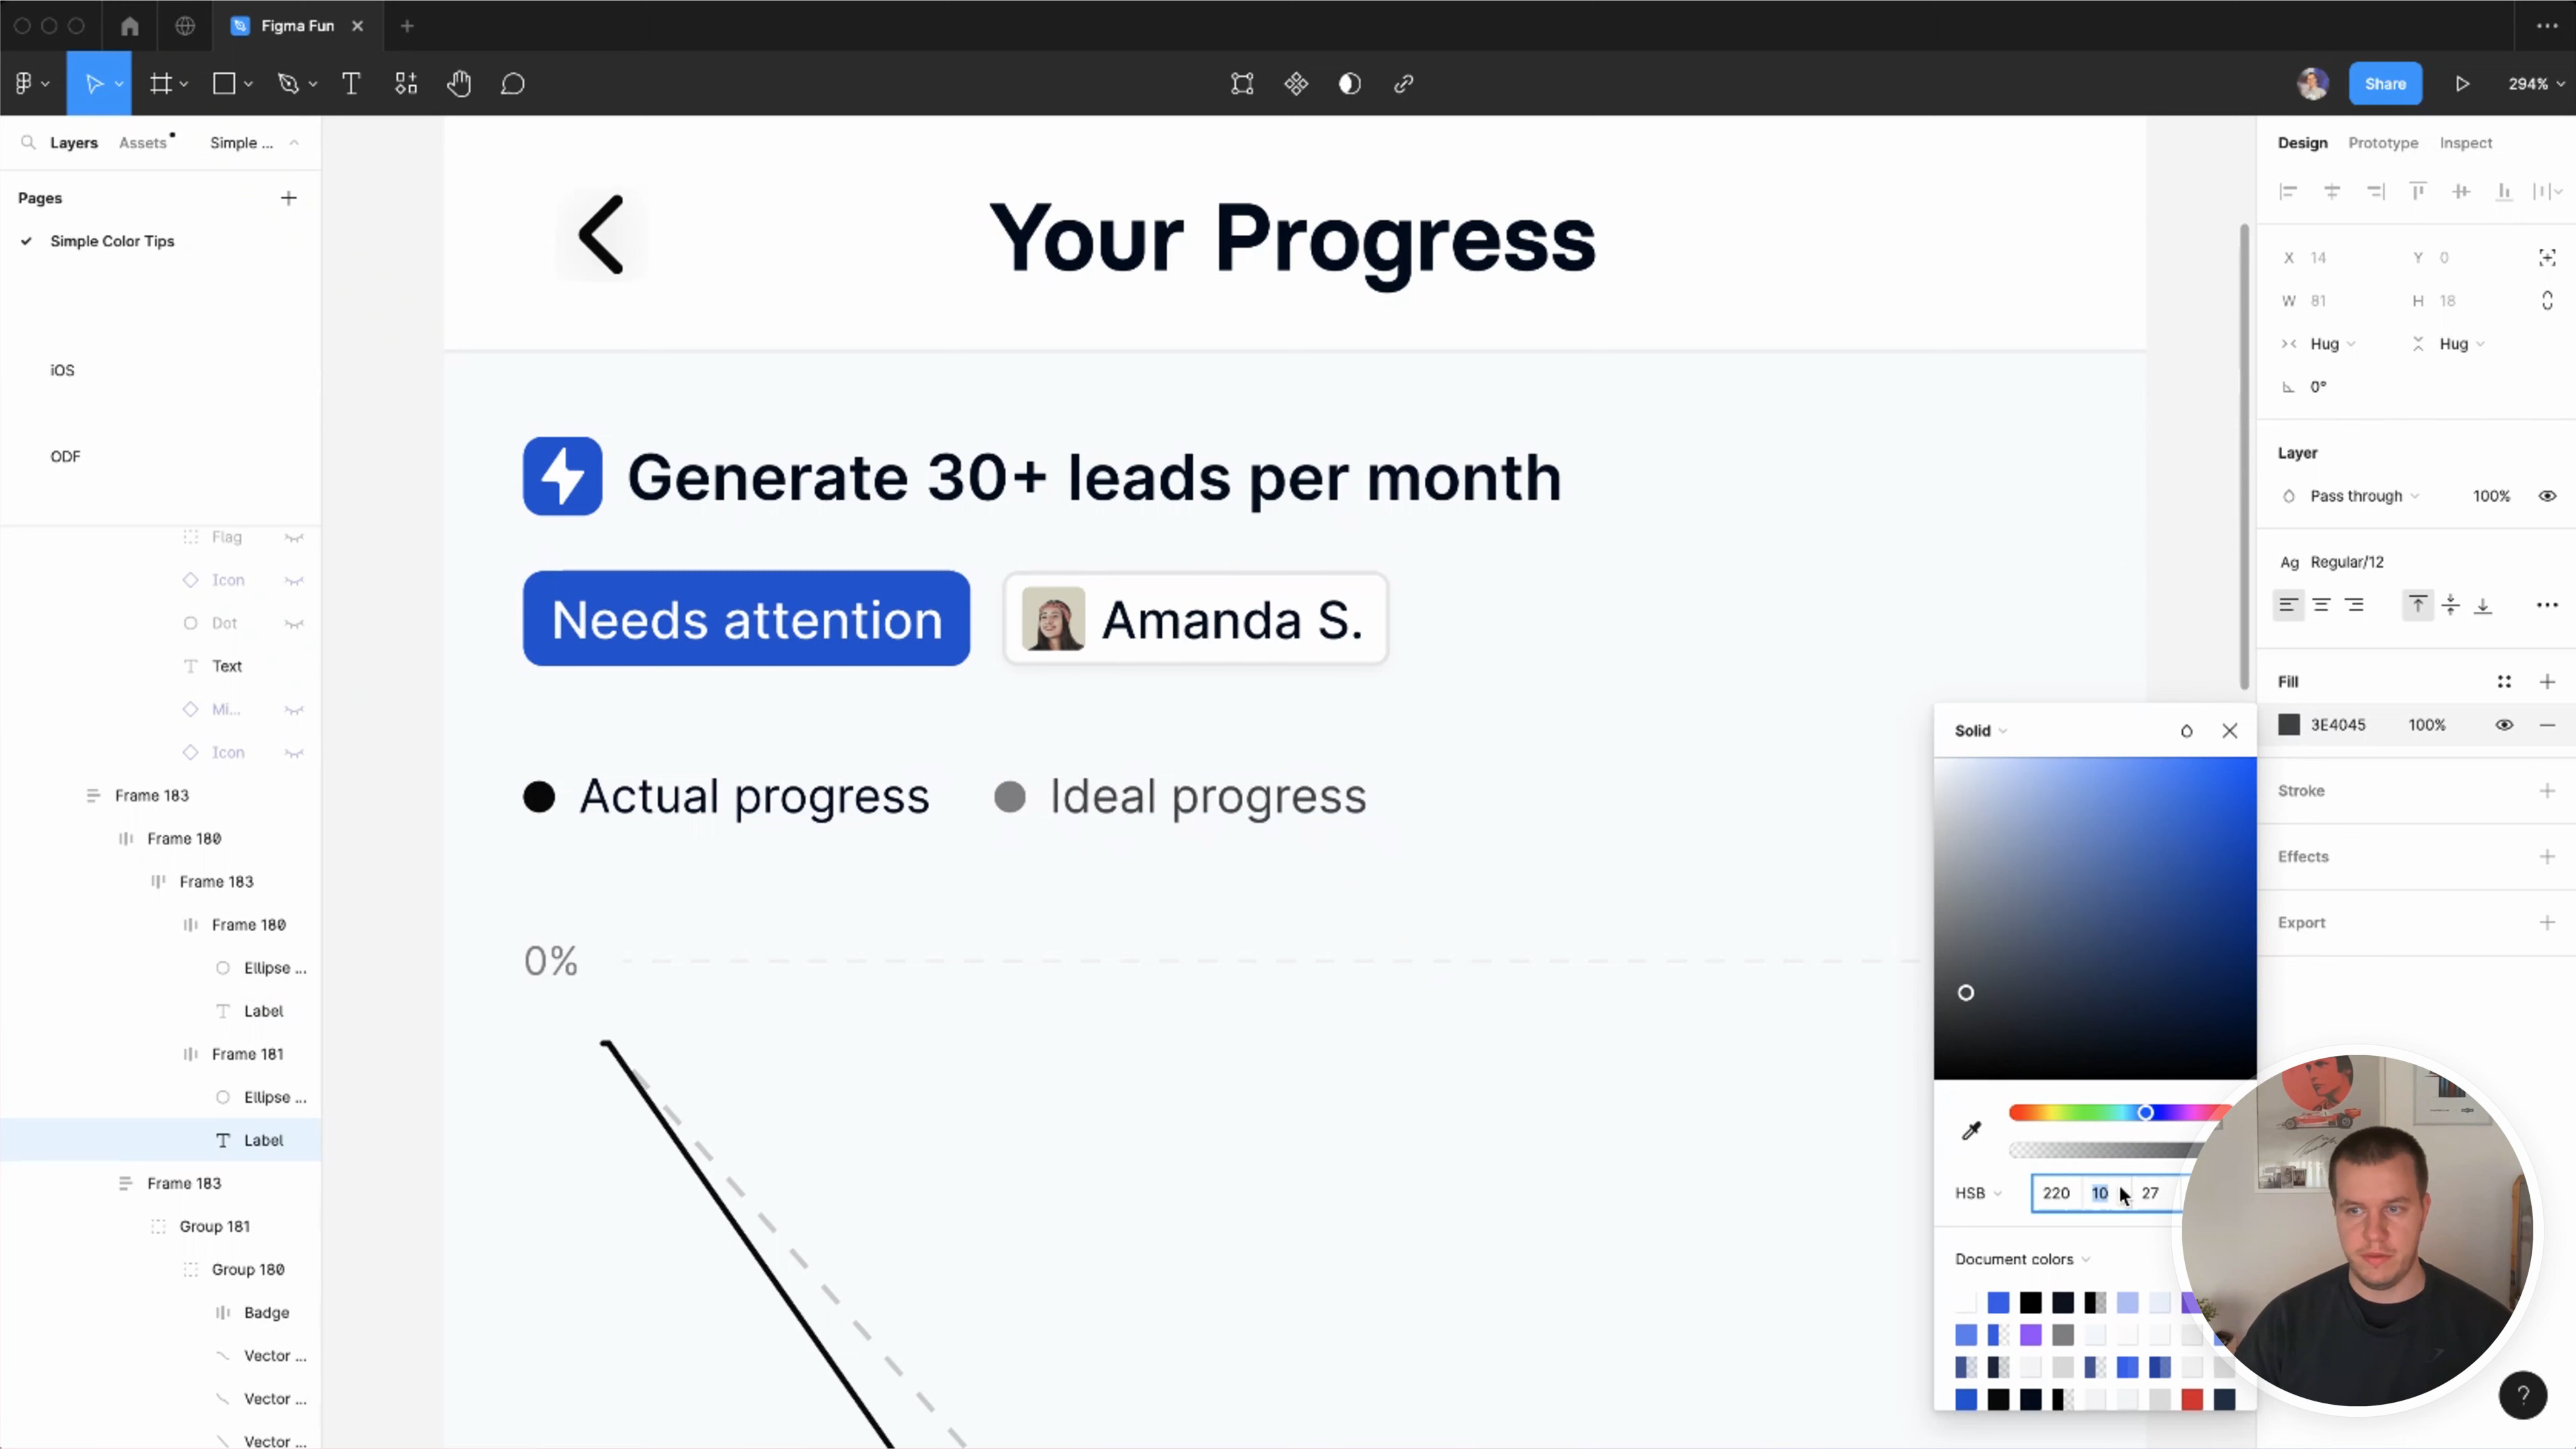 Figma Fun
Share
294%
Layers
Assets
Simple ...
Pages
Simple Color Tips
iOS
ODF
Flag
Icon
Dot
Text
Mi...
Icon
Frame 183
Frame 180
Frame 183
Frame 180
Ellipse ...
Label
Frame 181
Ellipse ...
Label
Frame 183
Group 181
Group 180
Badge
Vector ...
Vector ...
Vector ...
Your Progress
Generate 30+ leads per month
Needs attention
Amanda S.
Actual progress
Ideal progress
0%
Solid
HSB
220
10
27
Document colors
Design
Prototype
Inspect
X 14
Y 0
W 81
H 18
Hug
Hug
0°
Layer
Pass through
100%
Ag Regular/12
Fill
3E4045
100%
Stroke
Effects
Export
?